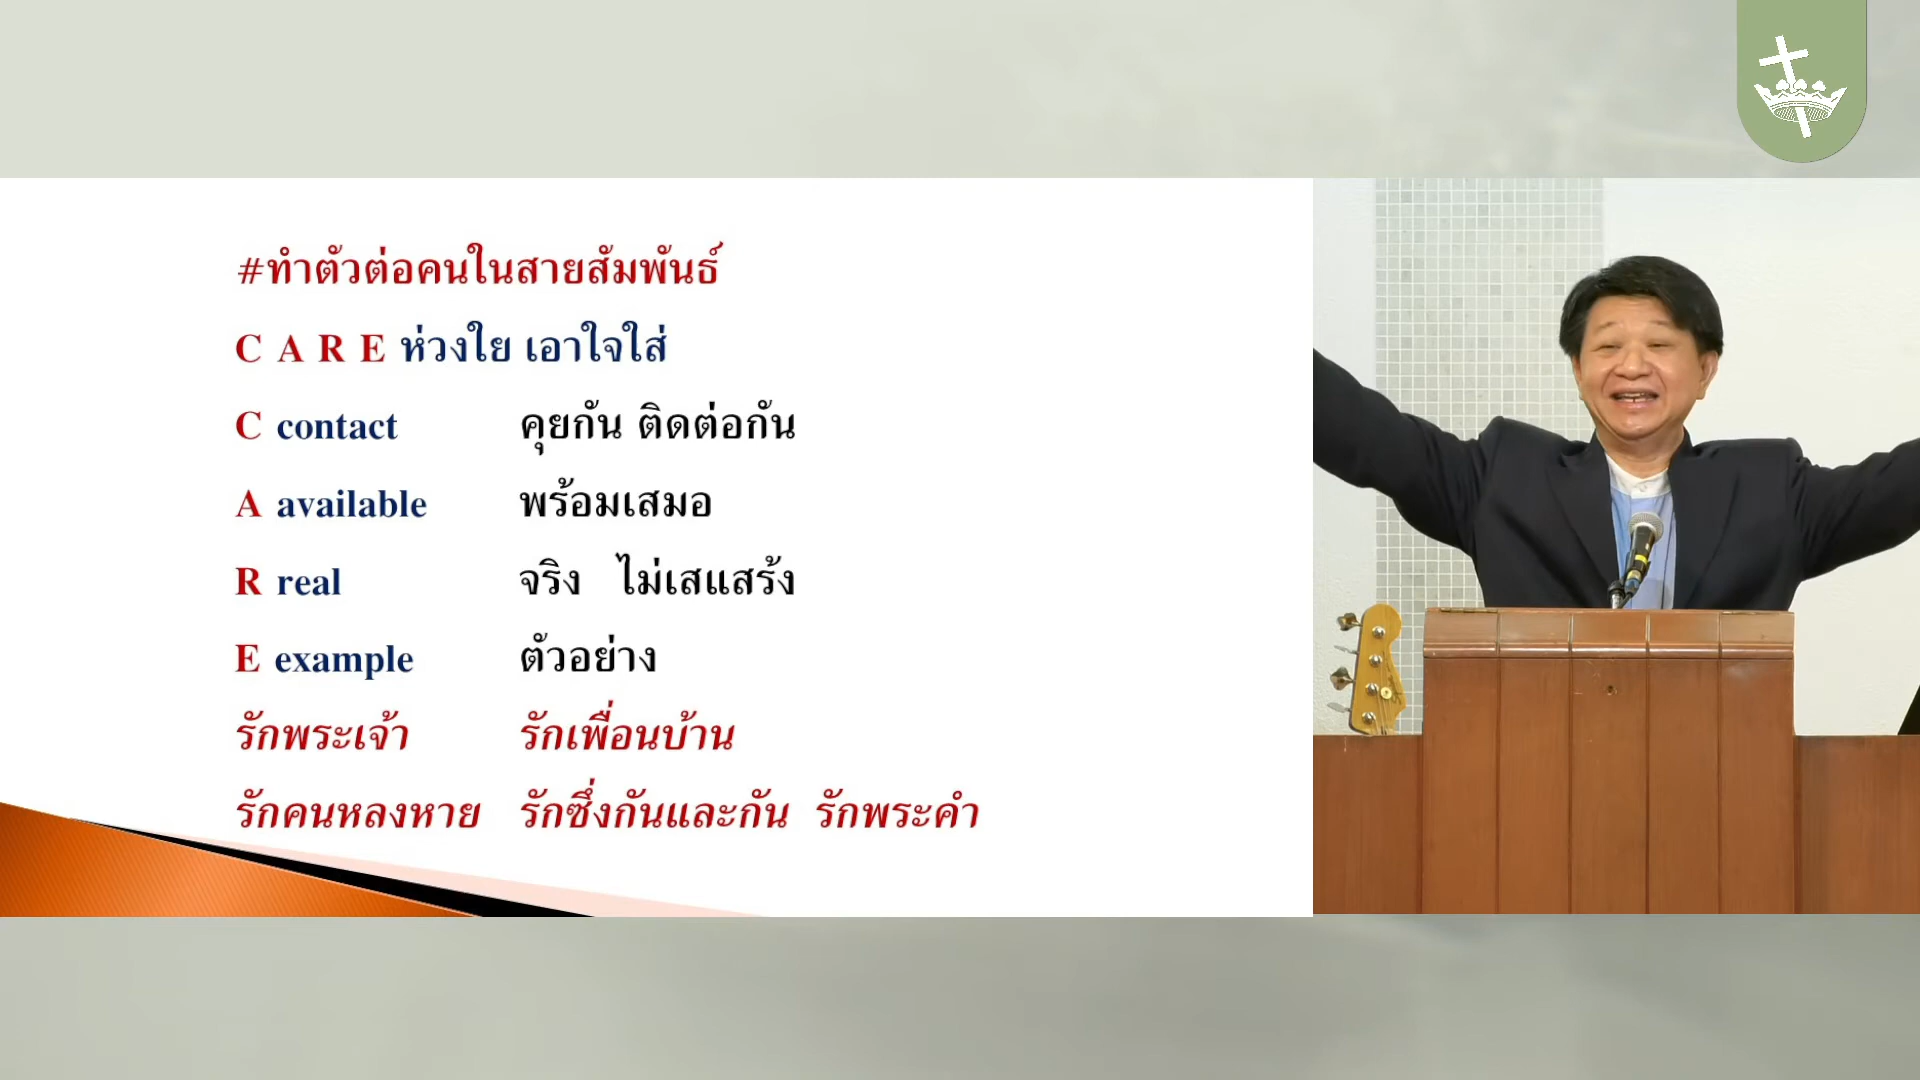 #ทำตัวต่อคนในสายสัมพันธ์
C A R E ห่วงใย เอาใจใส่
C contact คุยกัน ติดต่อกัน
A available พร้อมเสมอ
R real จริง ไม่เสแสร้ง
E example ตัวอย่าง
รักพระเจ้า รักเพื่อนบ้าน
รักคนหลงหาย รักซึ่งกันและกัน รักพระคำ